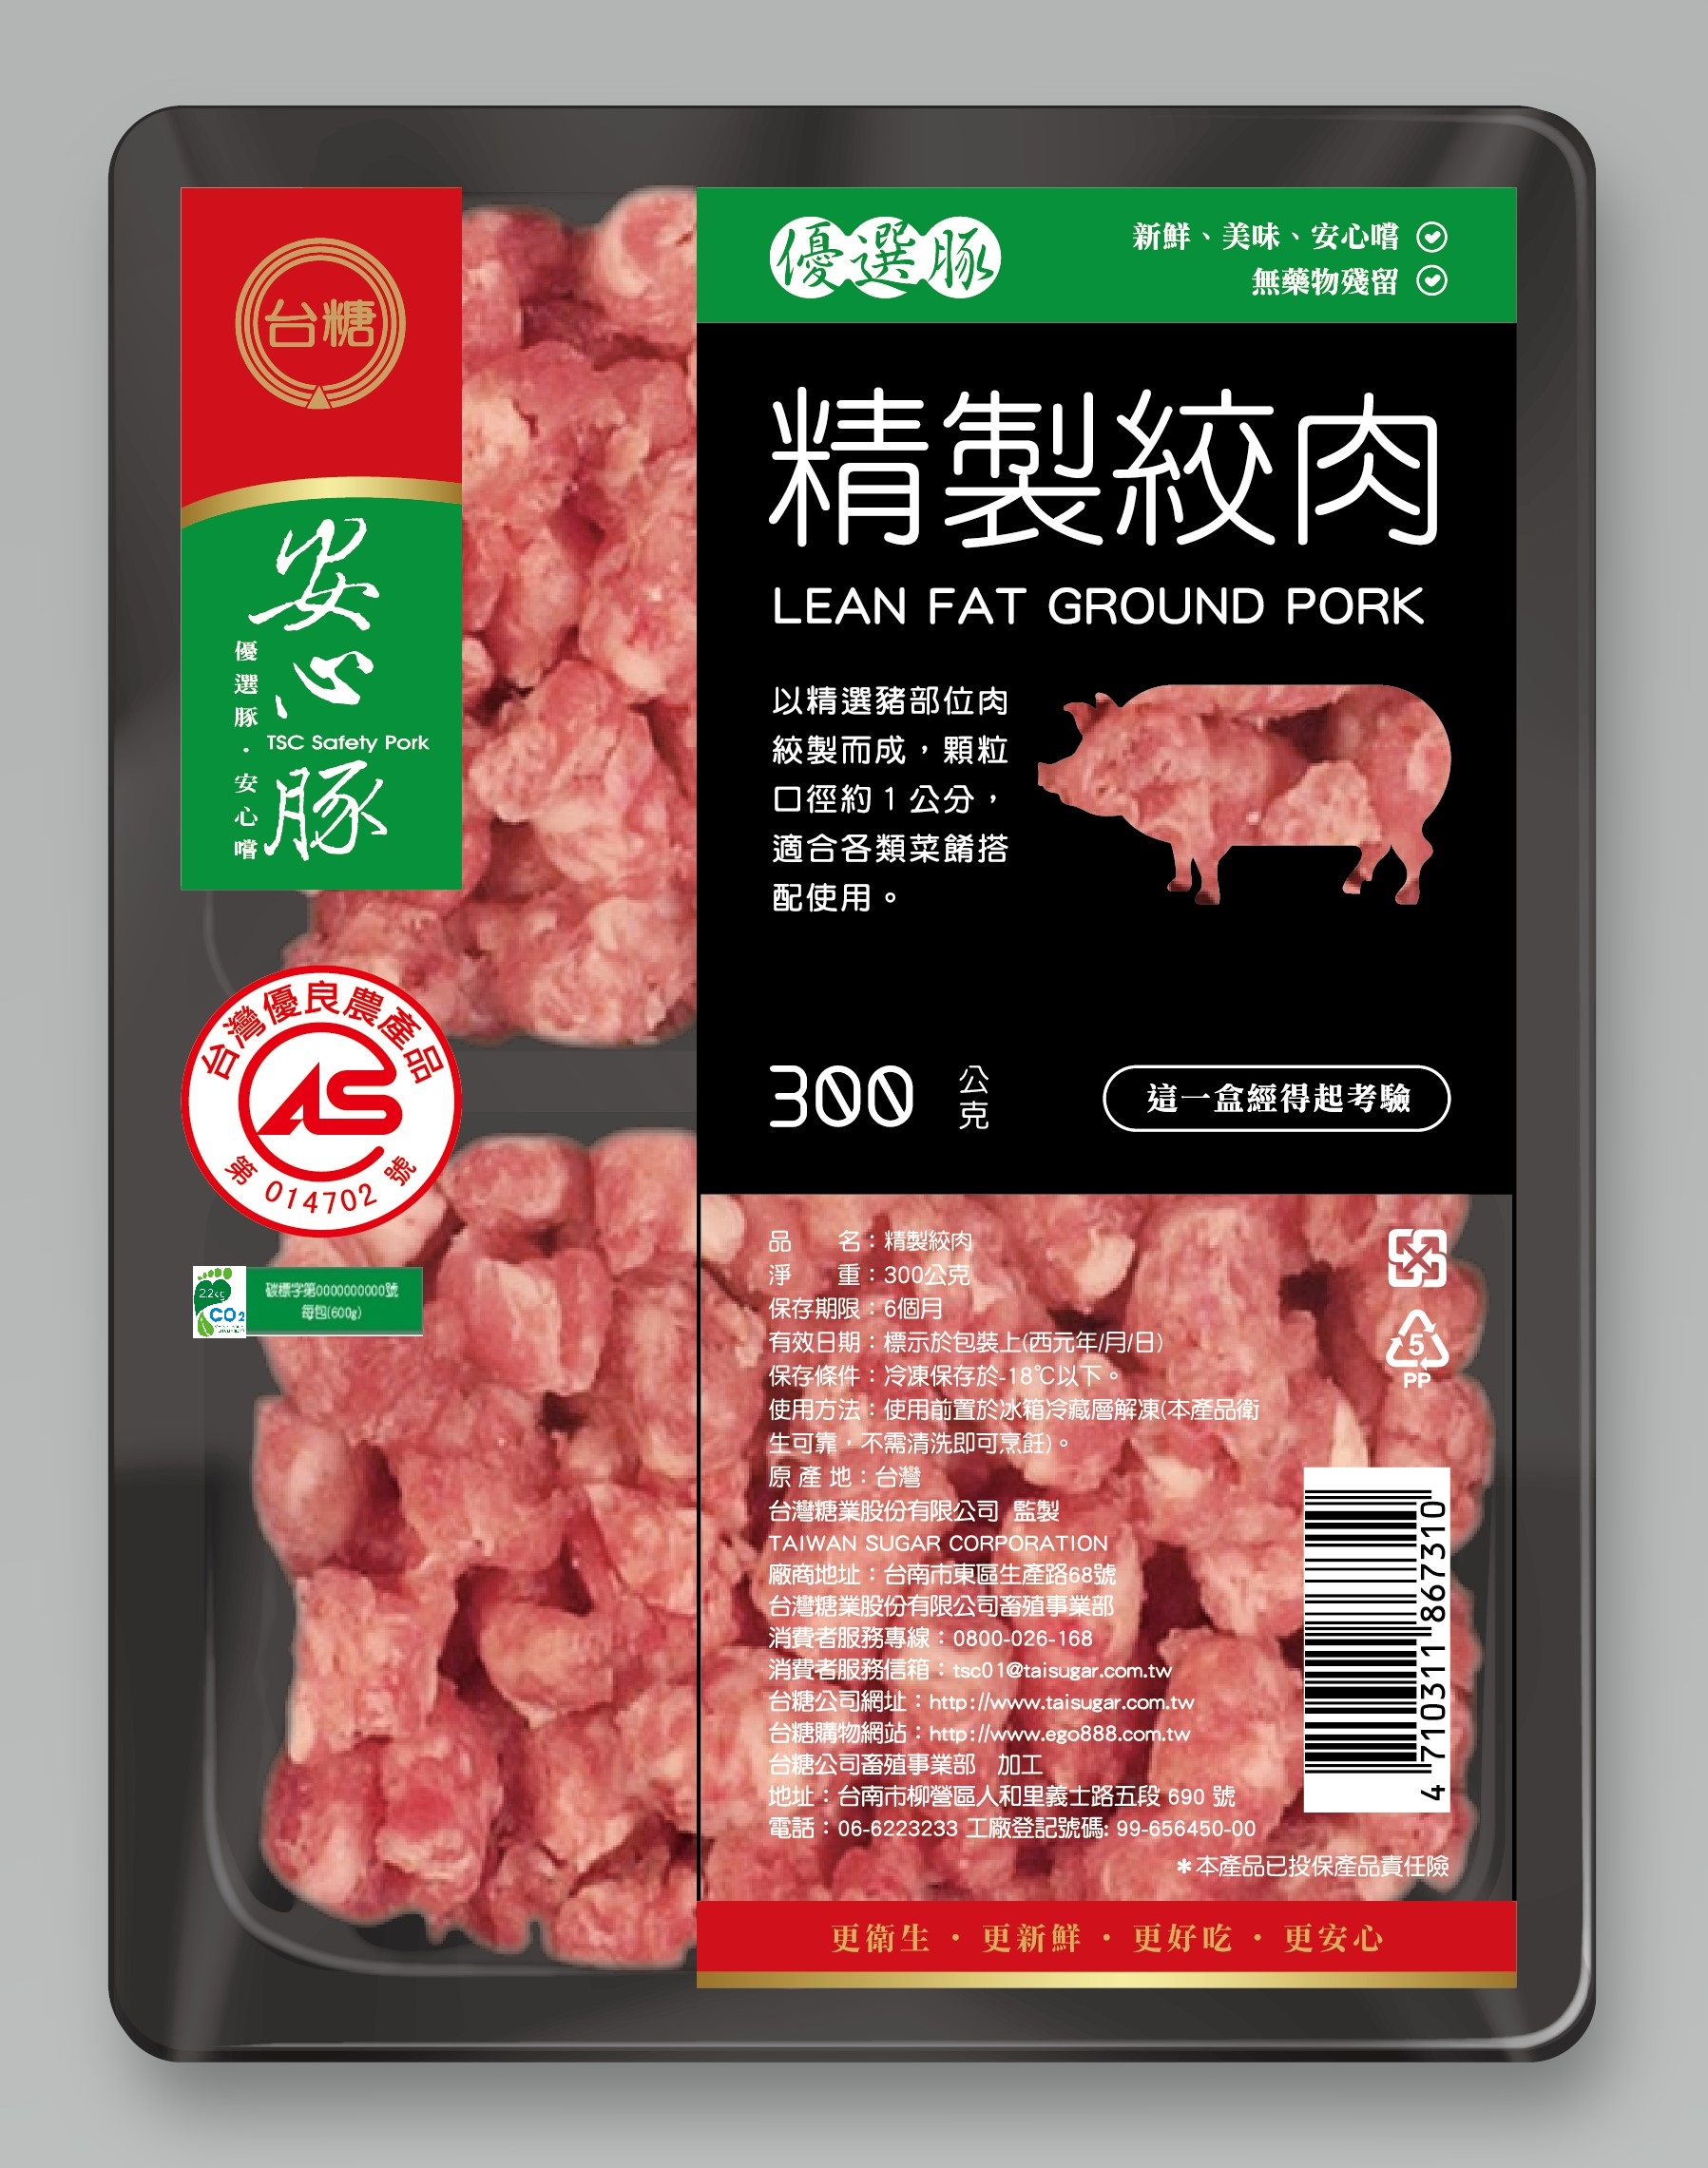 台糖
安心豚
優選豚・安心嚐
TSC Safety Pork
優選豚
新鮮、美味、安心嚐
無藥物殘留
精製絞肉
LEAN FAT GROUND PORK
以精選豬部位肉
絞製而成，顆粒
口徑約1公分，
適合各類菜餚搭
配使用。
300 公克
這一盒經得起考驗
台灣優良農產品
CAS
第 014702 號
2.2kg
CO2
碳標字第0000000000號
每包(600g)
品　　名：精製絞肉
淨　　重：300公克
保存期限：6個月
有效日期：標示於包裝上(西元年/月/日)
保存條件：冷凍保存於-18℃以下。
使用方法：使用前置於冰箱冷藏層解凍(本產品衛
生可靠，不需清洗即可烹飪)。
原 產 地：台灣
台灣糖業股份有限公司 監製
TAIWAN SUGAR CORPORATION
廠商地址：台南市東區生產路68號
台灣糖業股份有限公司畜殖事業部
消費者服務專線：0800-026-168
消費者服務信箱：tsc01@taisugar.com.tw
台糖公司網址：http://www.taisugar.com.tw
台糖購物網站：http://www.ego888.com.tw
台糖公司畜殖事業部　加工
地址：台南市柳營區人和里義士路五段 690 號
電話：06-6223233 工廠登記號碼: 99-656450-00
5
PP
4 710311 867310
＊本產品已投保產品責任險
更衛生・更新鮮・更好吃・更安心